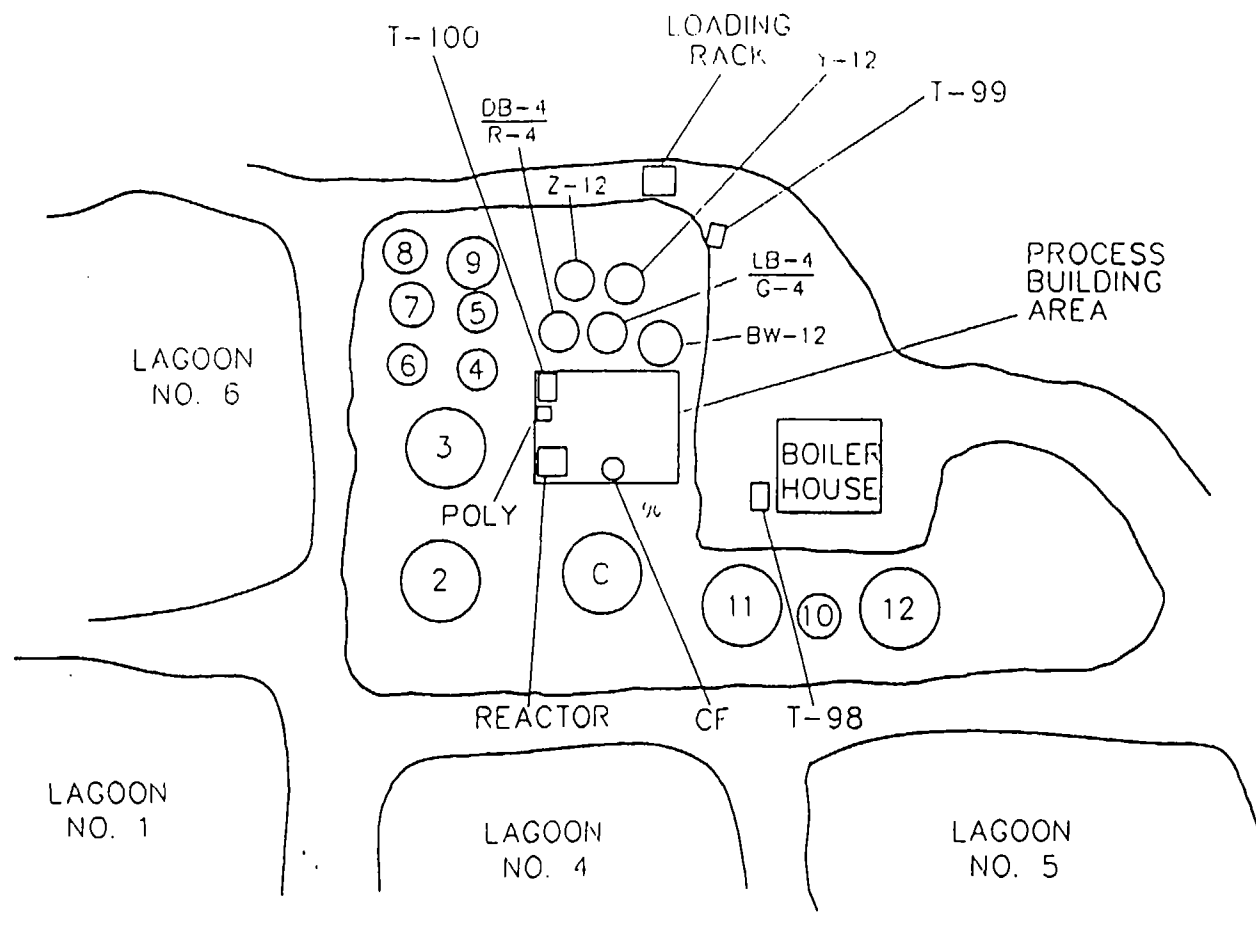 T-100
LOADING
RACK
Y-12
T-99
DB-4
R-4
Z-12
8
9
LB-4
G-4
PROCESS
BUILDING
AREA
7
5
BW-12
LAGOON
NO. 6
6
4
3
BOILER
HOUSE
POLY
2
C
11
10
12
REACTOR
CF
T-98
LAGOON
NO. 1
LAGOON
NO. 4
LAGOON
NO. 5